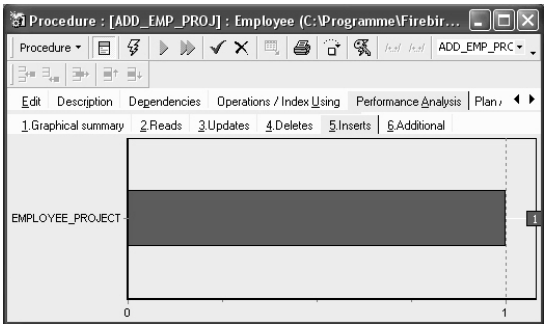 Procedure : [ADD_EMP_PROJ] : Employee (C:\Programme\Firebir...
Procedure ADD_EMP_PRC
Edit Description Dependencies Operations / Index Using Performance Analysis Plan
1.Graphical summary 2.Reads 3.Updates 4.Deletes 5.Inserts 6.Additional
EMPLOYEE_PROJECT 1
0 1